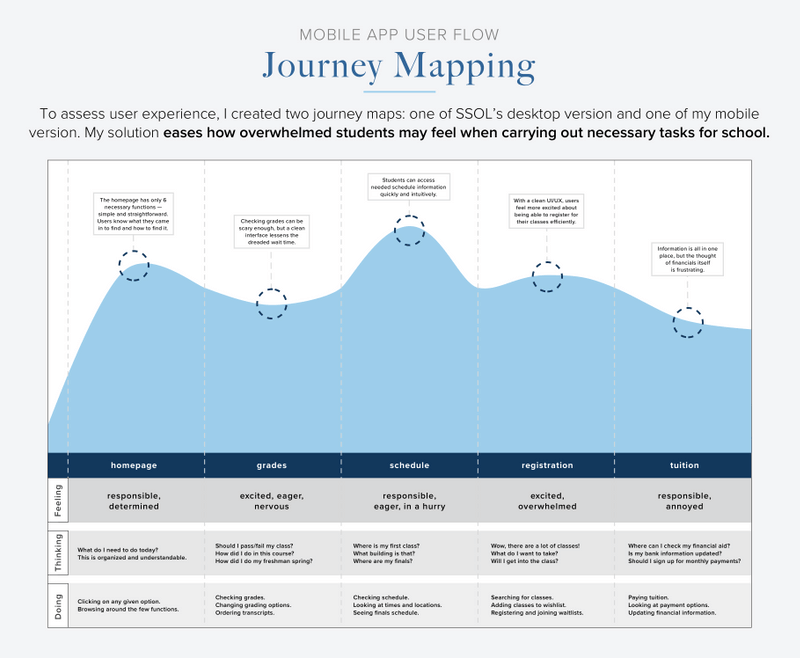 MOBILE APP USER FLOW
Journey Mapping
To assess user experience, I created two journey maps: one of SSOL's desktop version and one of my mobile
version. My solution eases how overwhelmed students may feel when carrying out necessary tasks for school.
The homepage has only 6
necessary functions —
simple and straightforward.
Users know what they came
in to find and how to find it.
Checking grades can be
scary enough, but a clean
interface lessens the
dreaded wait time.
Students can access
needed schedule information
quickly and intuitively.
With a clean UI/UX, users
feel more excited about
being able to register for
their classes efficiently.
Information is all in one
place, but the thought
of financials itself
is frustrating.
homepage
grades
schedule
registration
tuition
Feeling
responsible,
determined
excited, eager,
nervous
responsible,
eager, in a hurry
excited,
overwhelmed
responsible,
annoyed
Thinking
What do I need to do today?
This is organized and understandable.
Should I pass/fail my class?
How did I do in this course?
How did I do my freshman spring?
Where is my first class?
What building is that?
Where are my finals?
Wow, there are a lot of classes!
What do I want to take?
Will I get into the class?
Where can I check my financial aid?
Is my bank information updated?
Should I sign up for monthly payments?
Doing
Clicking on any given option.
Browsing around the few functions.
Checking grades.
Changing grading options.
Ordering transcripts.
Checking schedule.
Looking at times and locations.
Seeing finals schedule.
Searching for classes.
Adding classes to wishlist.
Registering and joining waitlists.
Paying tuition.
Looking at payment options.
Updating financial information.